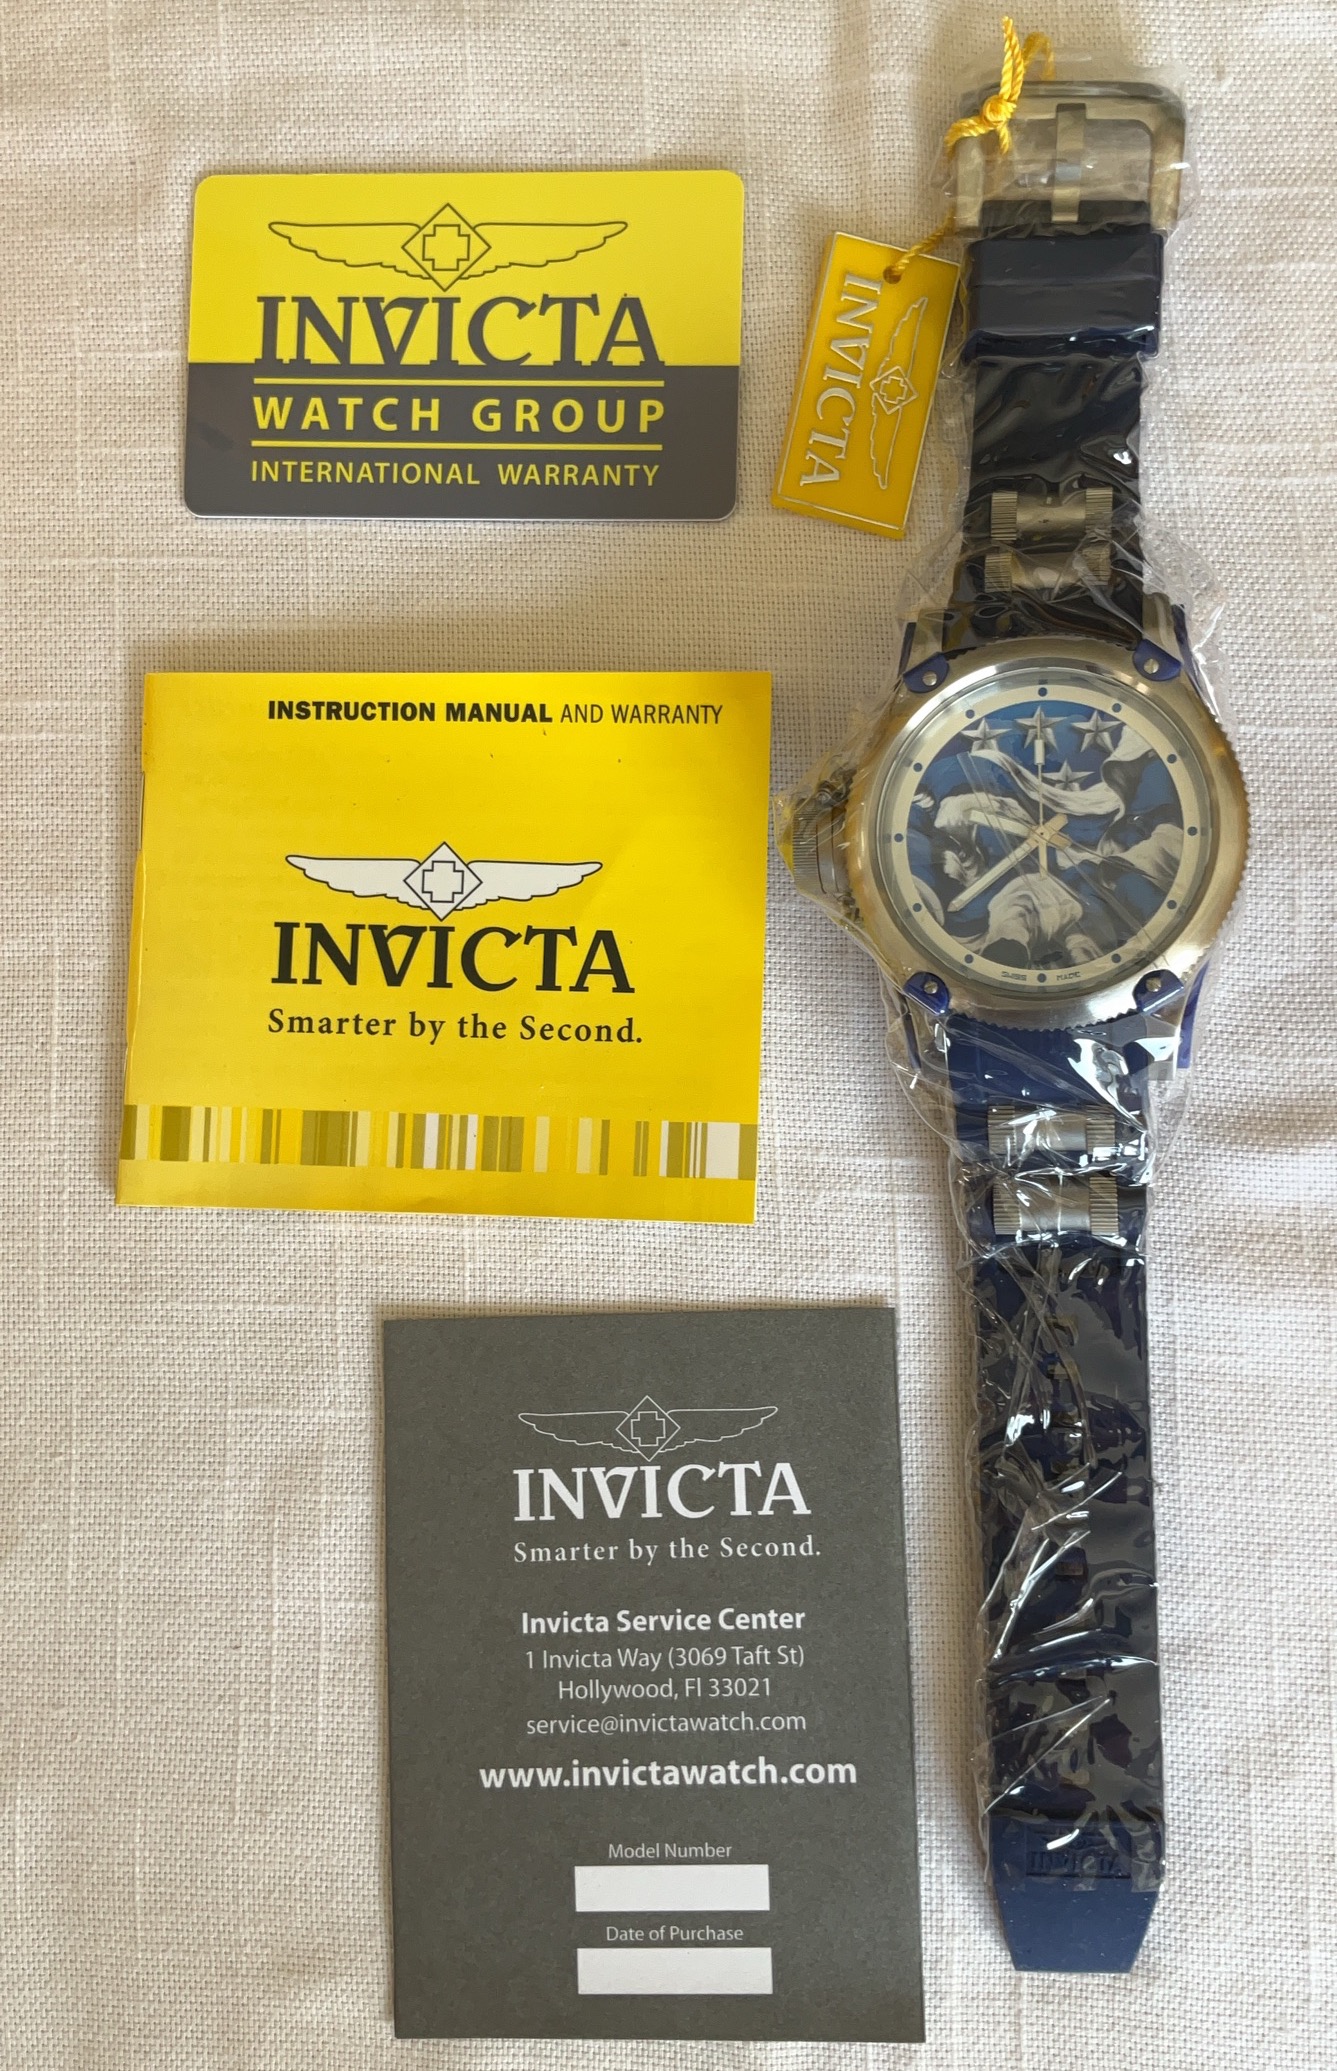 INVICTA
WATCH GROUP
INTERNATIONAL WARRANTY
INVICTA
INSTRUCTION MANUAL AND WARRANTY
INVICTA
Smarter by the Second.
SWISS MADE
INVICTA
Smarter by the Second.
Invicta Service Center
1 Invicta Way (3069 Taft St)
Hollywood, Fl 33021
service@invictawatch.com
www.invictawatch.com
Model Number
Date of Purchase